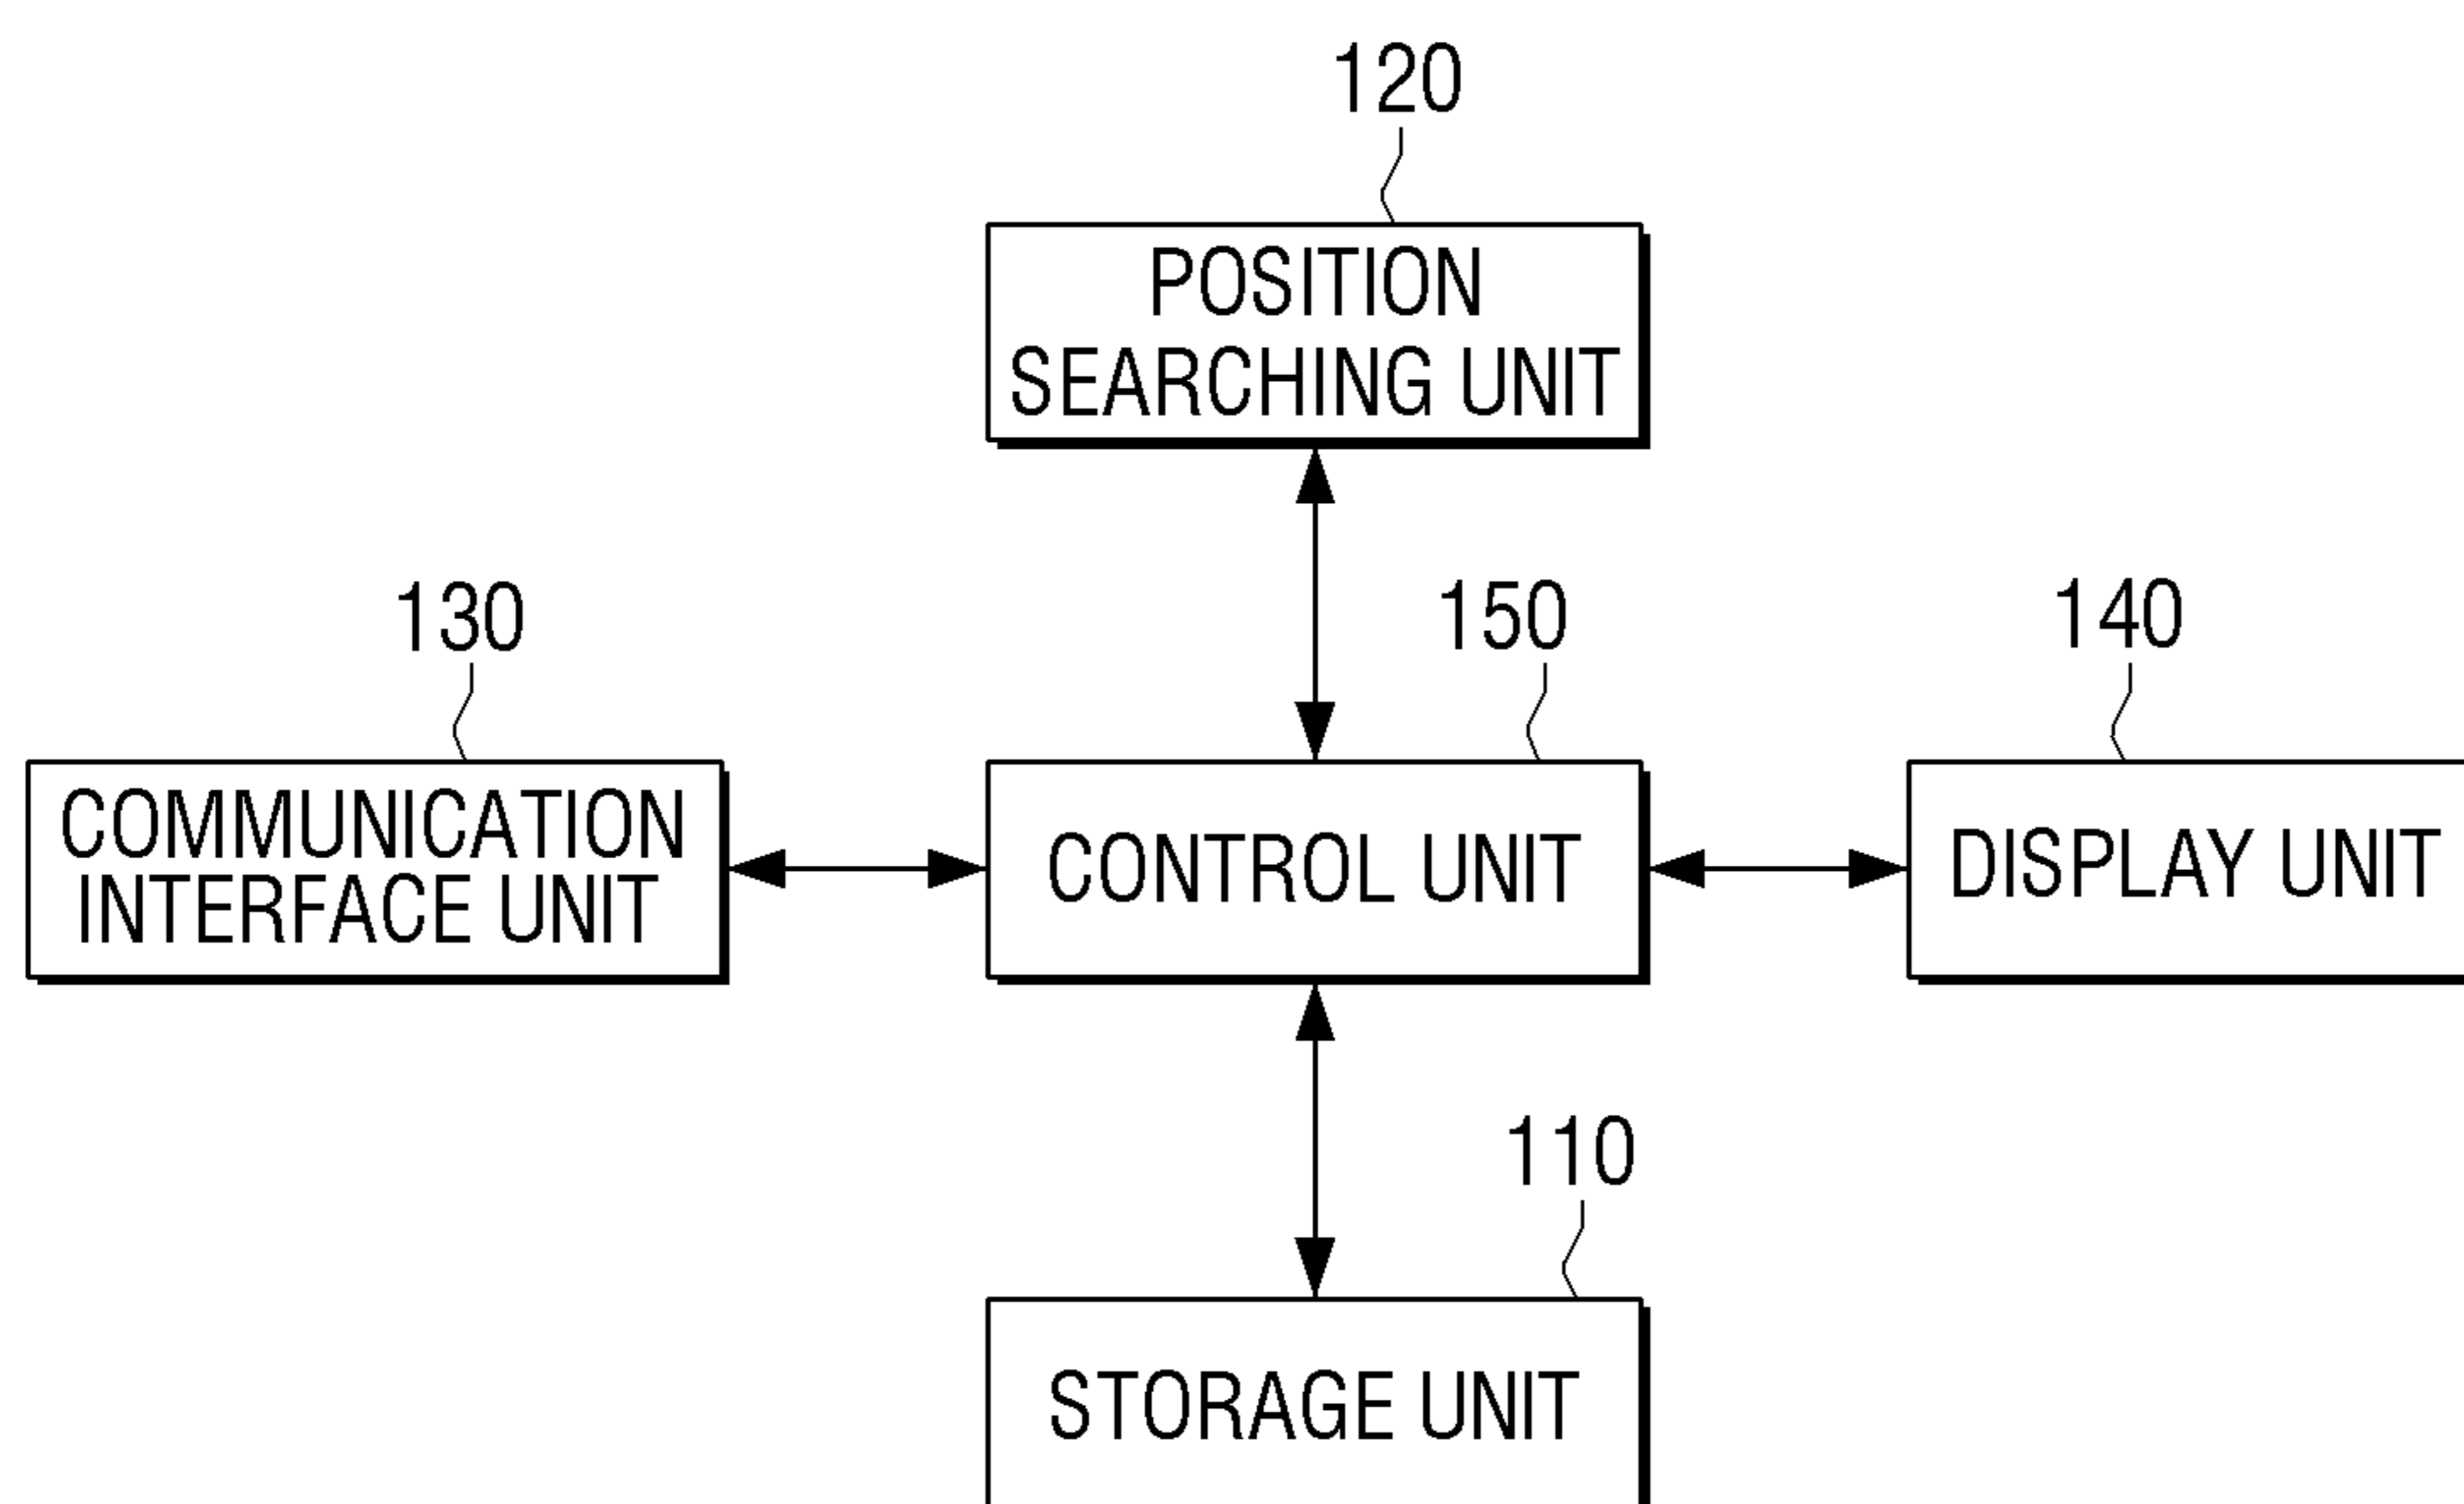 120
POSITION
SEARCHING UNIT
130
150
140
COMMUNICATION
INTERFACE UNIT
CONTROL UNIT
DISPLAY UNIT
110
STORAGE UNIT